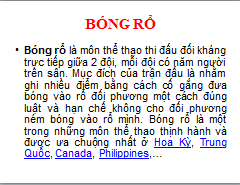 BÓNG RỔ
• Bóng rổ là môn thể thao thi đấu đối kháng
trực tiếp giữa 2 đội, mỗi đội có năm người
trên sân. Mục đích của trận đấu là nhằm
ghi nhiều điểm bằng cách cố gắng đưa
bóng vào rổ đối phương một cách đúng
luật và hạn chế không cho đối phương
ném bóng vào rổ mình. Bóng rổ là một
trong những môn thể thao thịnh hành và
được ưa chuộng nhất ở Hoa Kỳ, Trung
Quốc, Canada, Philippines,...